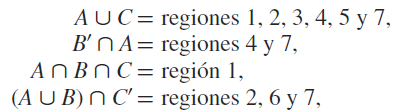 A ∪ C = regiones 1, 2, 3, 4, 5 y 7,
B′ ∩ A = regiones 4 y 7,
A ∩ B ∩ C = región 1,
(A ∪ B) ∩ C′ = regiones 2, 6 y 7,